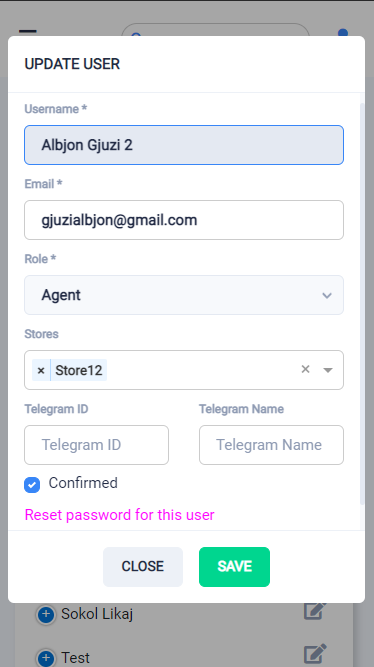 UPDATE USER
Username *
Albjon Gjuzi 2
Email *
gjuzialbjon@gmail.com
Role *
Agent
Stores
× Store12 ×
Telegram ID Telegram Name
Telegram ID Telegram Name
Confirmed
Reset password for this user
CLOSE SAVE
Sokol Likaj
Test